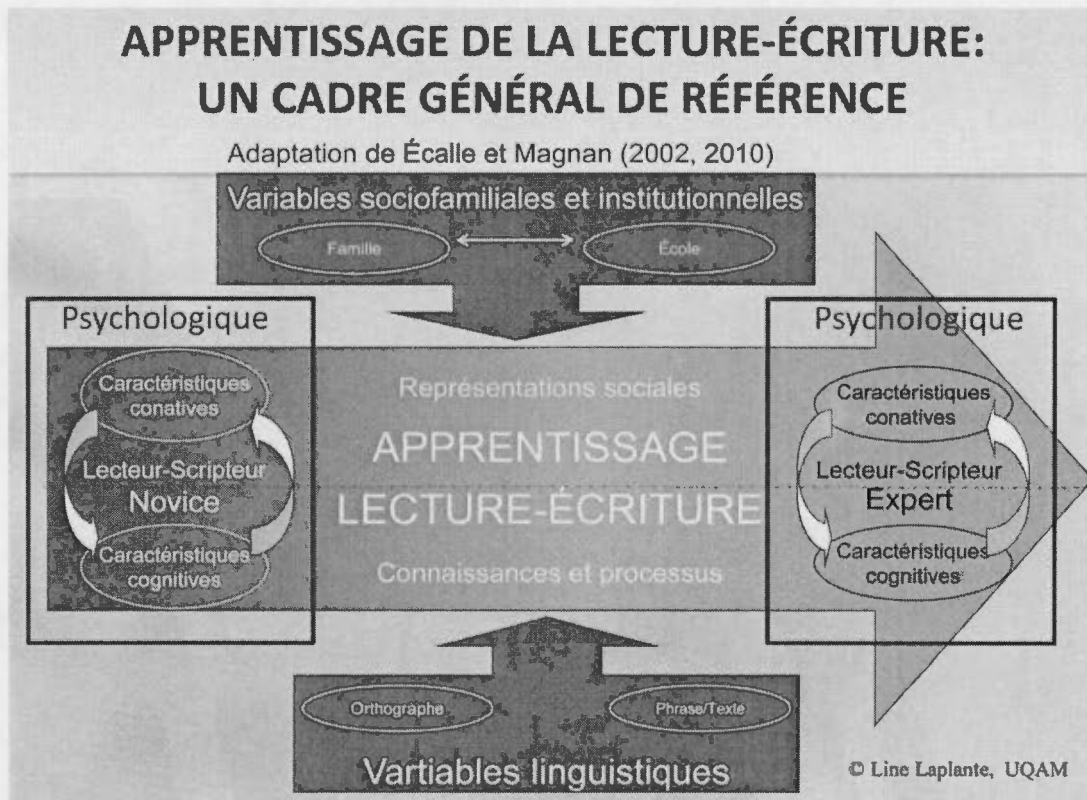 APPRENTISSAGE DE LA LECTURE-ÉCRITURE:
UN CADRE GÉNÉRAL DE RÉFÉRENCE
Adaptation de Écalle et Magnan (2002, 2010)
Variables sociofamiliales et institutionnelles
Famille
École
Psychologique
Caractéristiques
conatives
Lecteur-Scripteur
Novice
Caractéristiques
cognitives
Représentations sociales
APPRENTISSAGE
LECTURE-ÉCRITURE
Connaissances et processus
Psychologique
Caractéristiques
conatives
Lecteur-Scripteur
Expert
Caractéristiques
cognitives
Orthographe
Phrase/Texte
Vartiables linguistiques
© Line Laplante, UQAM